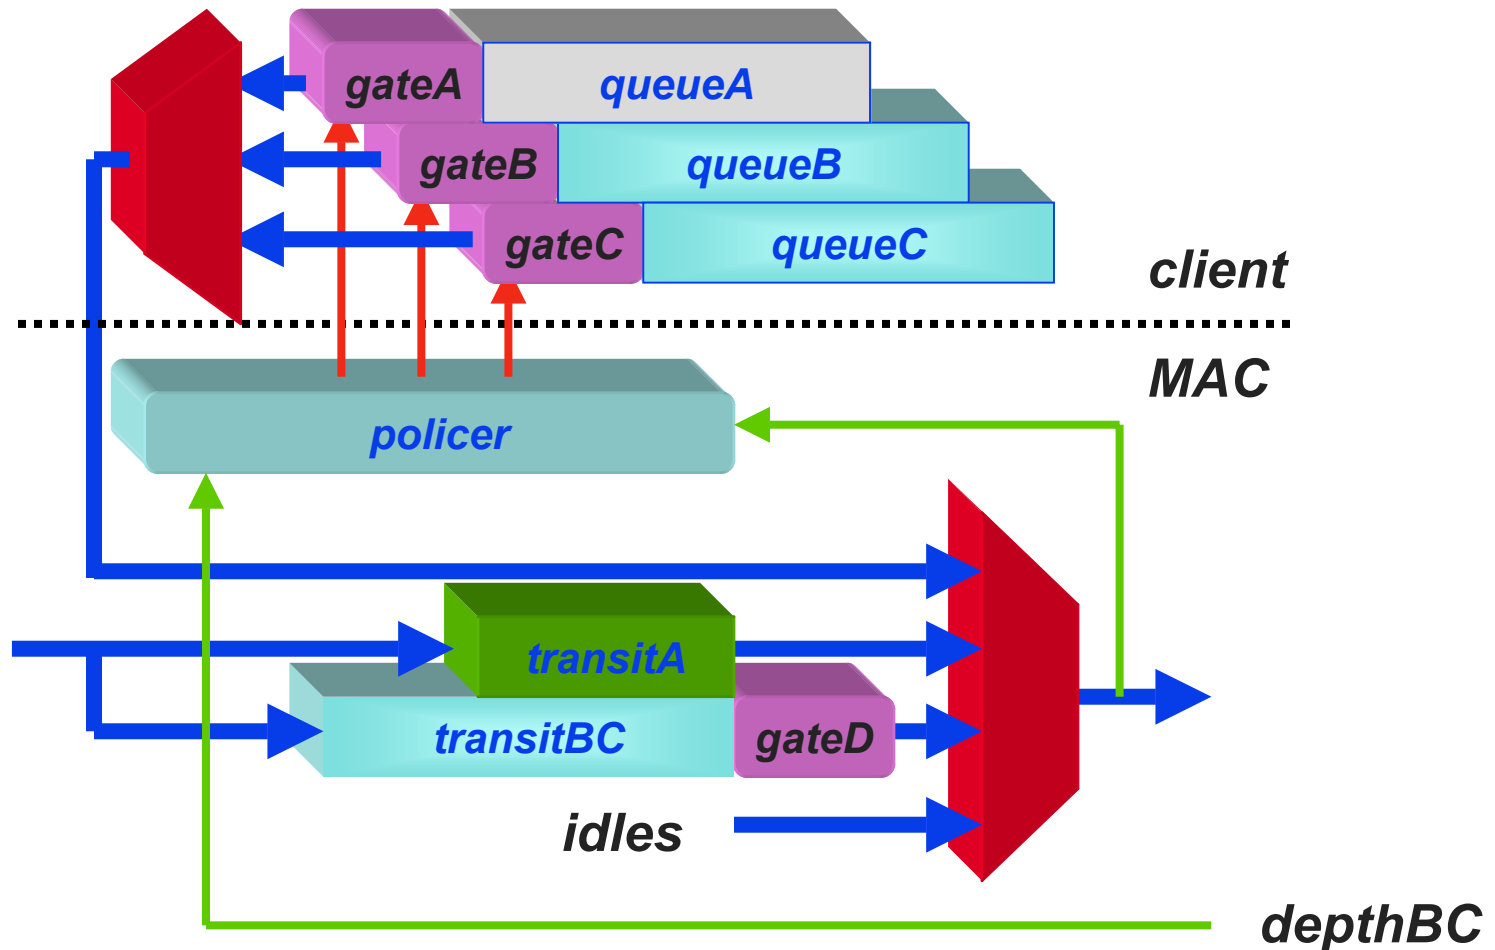 gateA
queueA
gateB
queueB
gateC
queueC
client
MAC
policer
transitA
transitBC
gateD
idles
depthBC